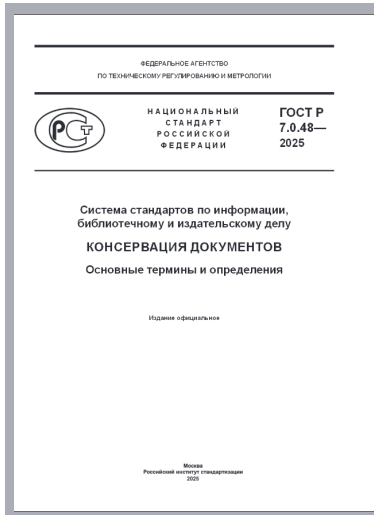 ФЕДЕРАЛЬНОЕ АГЕНТСТВО
ПО ТЕХНИЧЕСКОМУ РЕГУЛИРОВАНИЮ И МЕТРОЛОГИИ
НАЦИОНАЛЬНЫЙ
СТАНДАРТ
РОССИЙСКОЙ
ФЕДЕРАЦИИ
ГОСТ Р
7.0.48—
2025
Система стандартов по информации,
библиотечному и издательскому делу
КОНСЕРВАЦИЯ ДОКУМЕНТОВ
Основные термины и определения
Издание официальное
Москва
Российский институт стандартизации
2025